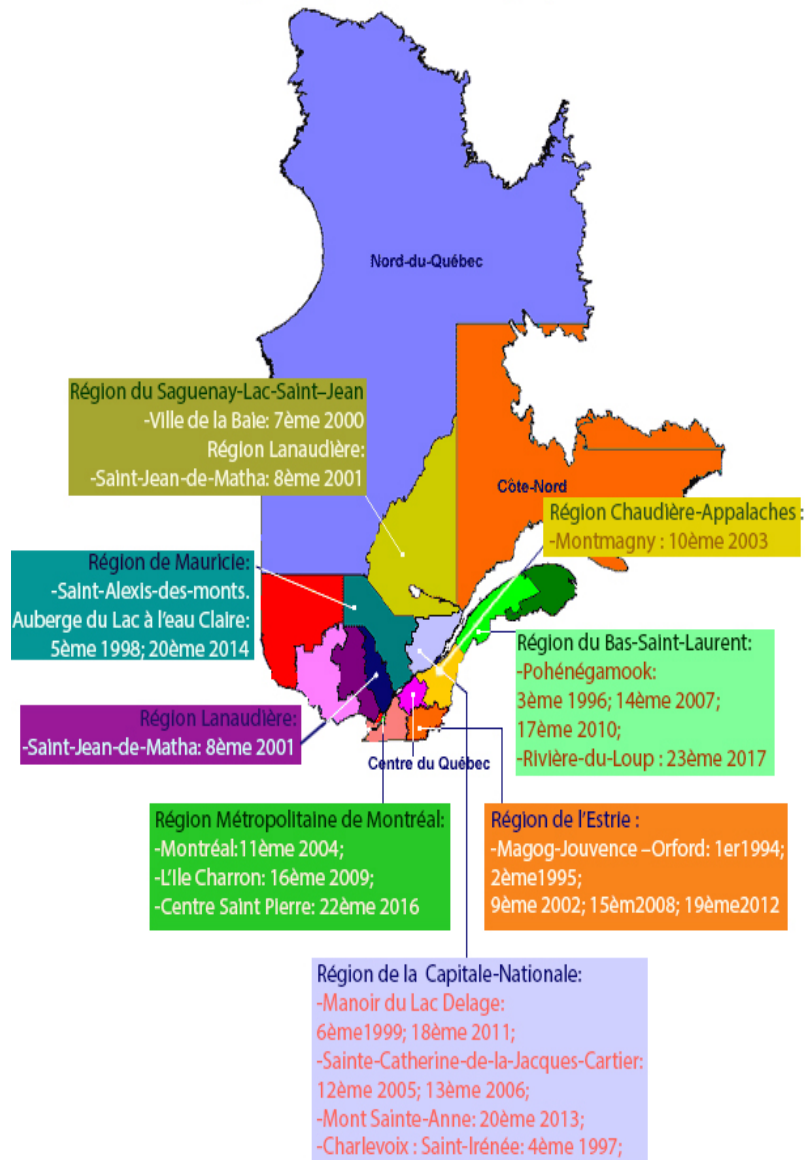 Nord-du-Québec
Région du Saguenay-Lac-Saint–Jean
-Ville de la Baie: 7ème 2000
Région Lanaudière:
-Saint-Jean-de-Matha: 8ème 2001
Côte-Nord
Région Chaudière-Appalaches :
-Montmagny : 10ème 2003
Région de Mauricie:
-Saint-Alexis-des-monts.
Auberge du Lac à l'eau Claire:
5ème 1998; 20ème 2014
Région du Bas-Saint-Laurent:
-Pohénégamook:
3ème 1996; 14ème 2007;
17ème 2010;
-Rivière-du-Loup : 23ème 2017
Région Lanaudière:
-Saint-Jean-de-Matha: 8ème 2001
Centre du Québec
Région Métropolitaine de Montréal:
-Montréal:11ème 2004;
-L'Ile Charron: 16ème 2009;
-Centre Saint Pierre: 22ème 2016
Région de l'Estrie :
-Magog-Jouvence –Orford: 1er1994;
2ème1995;
9ème 2002; 15èm2008; 19ème2012
Région de la  Capitale-Nationale:
-Manoir du Lac Delage:
6ème1999; 18ème 2011;
-Sainte-Catherine-de-la-Jacques-Cartier:
12ème 2005; 13ème 2006;
-Mont Sainte-Anne: 20ème 2013;
-Charlevoix : Saint-Irénée: 4ème 1997;